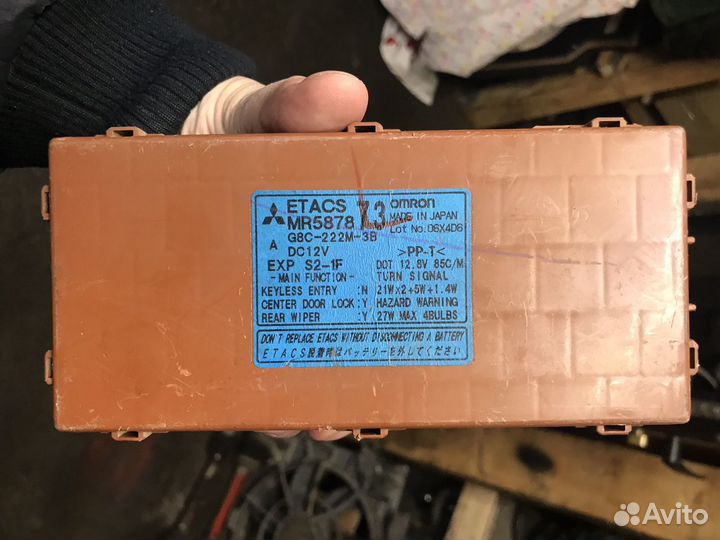 ETACS
MR587873
omron
MADE IN JAPAN
Lot No. 06X4D6
A G8C-222M-3B
DC12V >PP-T<
EXP S2-1F DOT 12.8V 85C/M
- MAIN FUNCTION - TURN SIGNAL
KEYLESS ENTRY :N 21W×2+5W+1.4W
CENTER DOOR LOCK :Y HAZARD WARNING
REAR WIPER :Y 27W MAX 4BULBS
DON'T REPLACE ETACS WITHOUT DISCONNECTING A BATTERY
ETACS脱着時はバッテリーを外してください
Avito